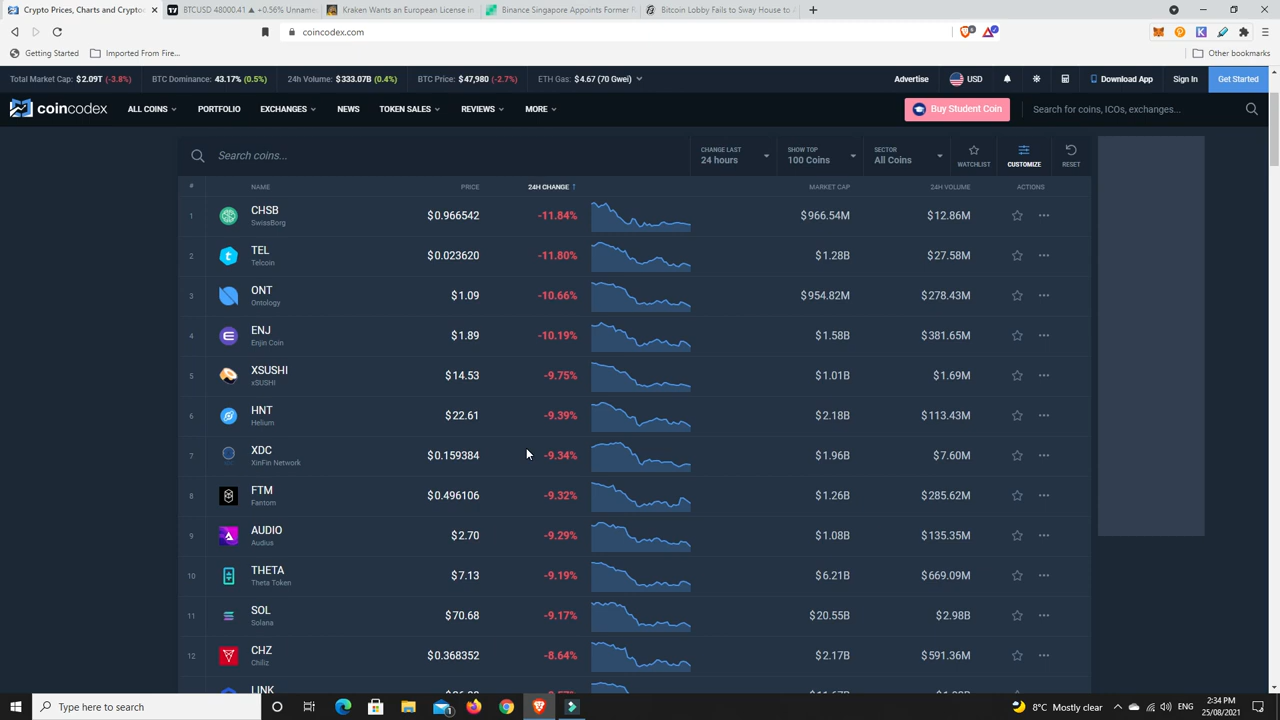 Crypto Prices, Charts and Cryptoc
BTCUSD 48000.41 ▲ +0.56% Unname
Kraken Wants an European License in
Binance Singapore Appoints Former R
Bitcoin Lobby Fails to Sway House to A
coincodex.com
Getting Started
Imported From Fire...
Other bookmarks
Total Market Cap: $2.09T (-3.8%)
BTC Dominance: 43.17% (0.5%)
24h Volume: $333.07B (0.4%)
BTC Price: $47,980 (-2.7%)
ETH Gas: $4.67 (70 Gwei)
Advertise
USD
Download App
Sign In
Get Started
coincodex
ALL COINS
PORTFOLIO
EXCHANGES
NEWS
TOKEN SALES
REVIEWS
MORE
Buy Student Coin
Search for coins, ICOs, exchanges...
Search coins...
CHANGE LAST
24 hours
SHOW TOP
100 Coins
SECTOR
All Coins
WATCHLIST
CUSTOMIZE
RESET
# NAME PRICE 24H CHANGE ↑ MARKET CAP 24H VOLUME ACTIONS
1 CHSB $0.966542 -11.84% $966.54M $12.86M
SwissBorg
2 TEL $0.023620 -11.80% $1.28B $27.58M
Telcoin
3 ONT $1.09 -10.66% $954.82M $278.43M
Ontology
4 ENJ $1.89 -10.19% $1.58B $381.65M
Enjin Coin
5 XSUSHI $14.53 -9.75% $1.01B $1.69M
xSUSHI
6 HNT $22.61 -9.39% $2.18B $113.43M
Helium
7 XDC $0.159384 -9.34% $1.96B $7.60M
XinFin Network
8 FTM $0.496106 -9.32% $1.26B $285.62M
Fantom
9 AUDIO $2.70 -9.29% $1.08B $135.35M
Audius
10 THETA $7.13 -9.19% $6.21B $669.09M
Theta Token
11 SOL $70.68 -9.17% $20.55B $2.98B
Solana
12 CHZ $0.368352 -8.64% $2.17B $591.36M
Chiliz
LINK
Type here to search
8°C Mostly clear
ENG
2:34 PM
25/08/2021